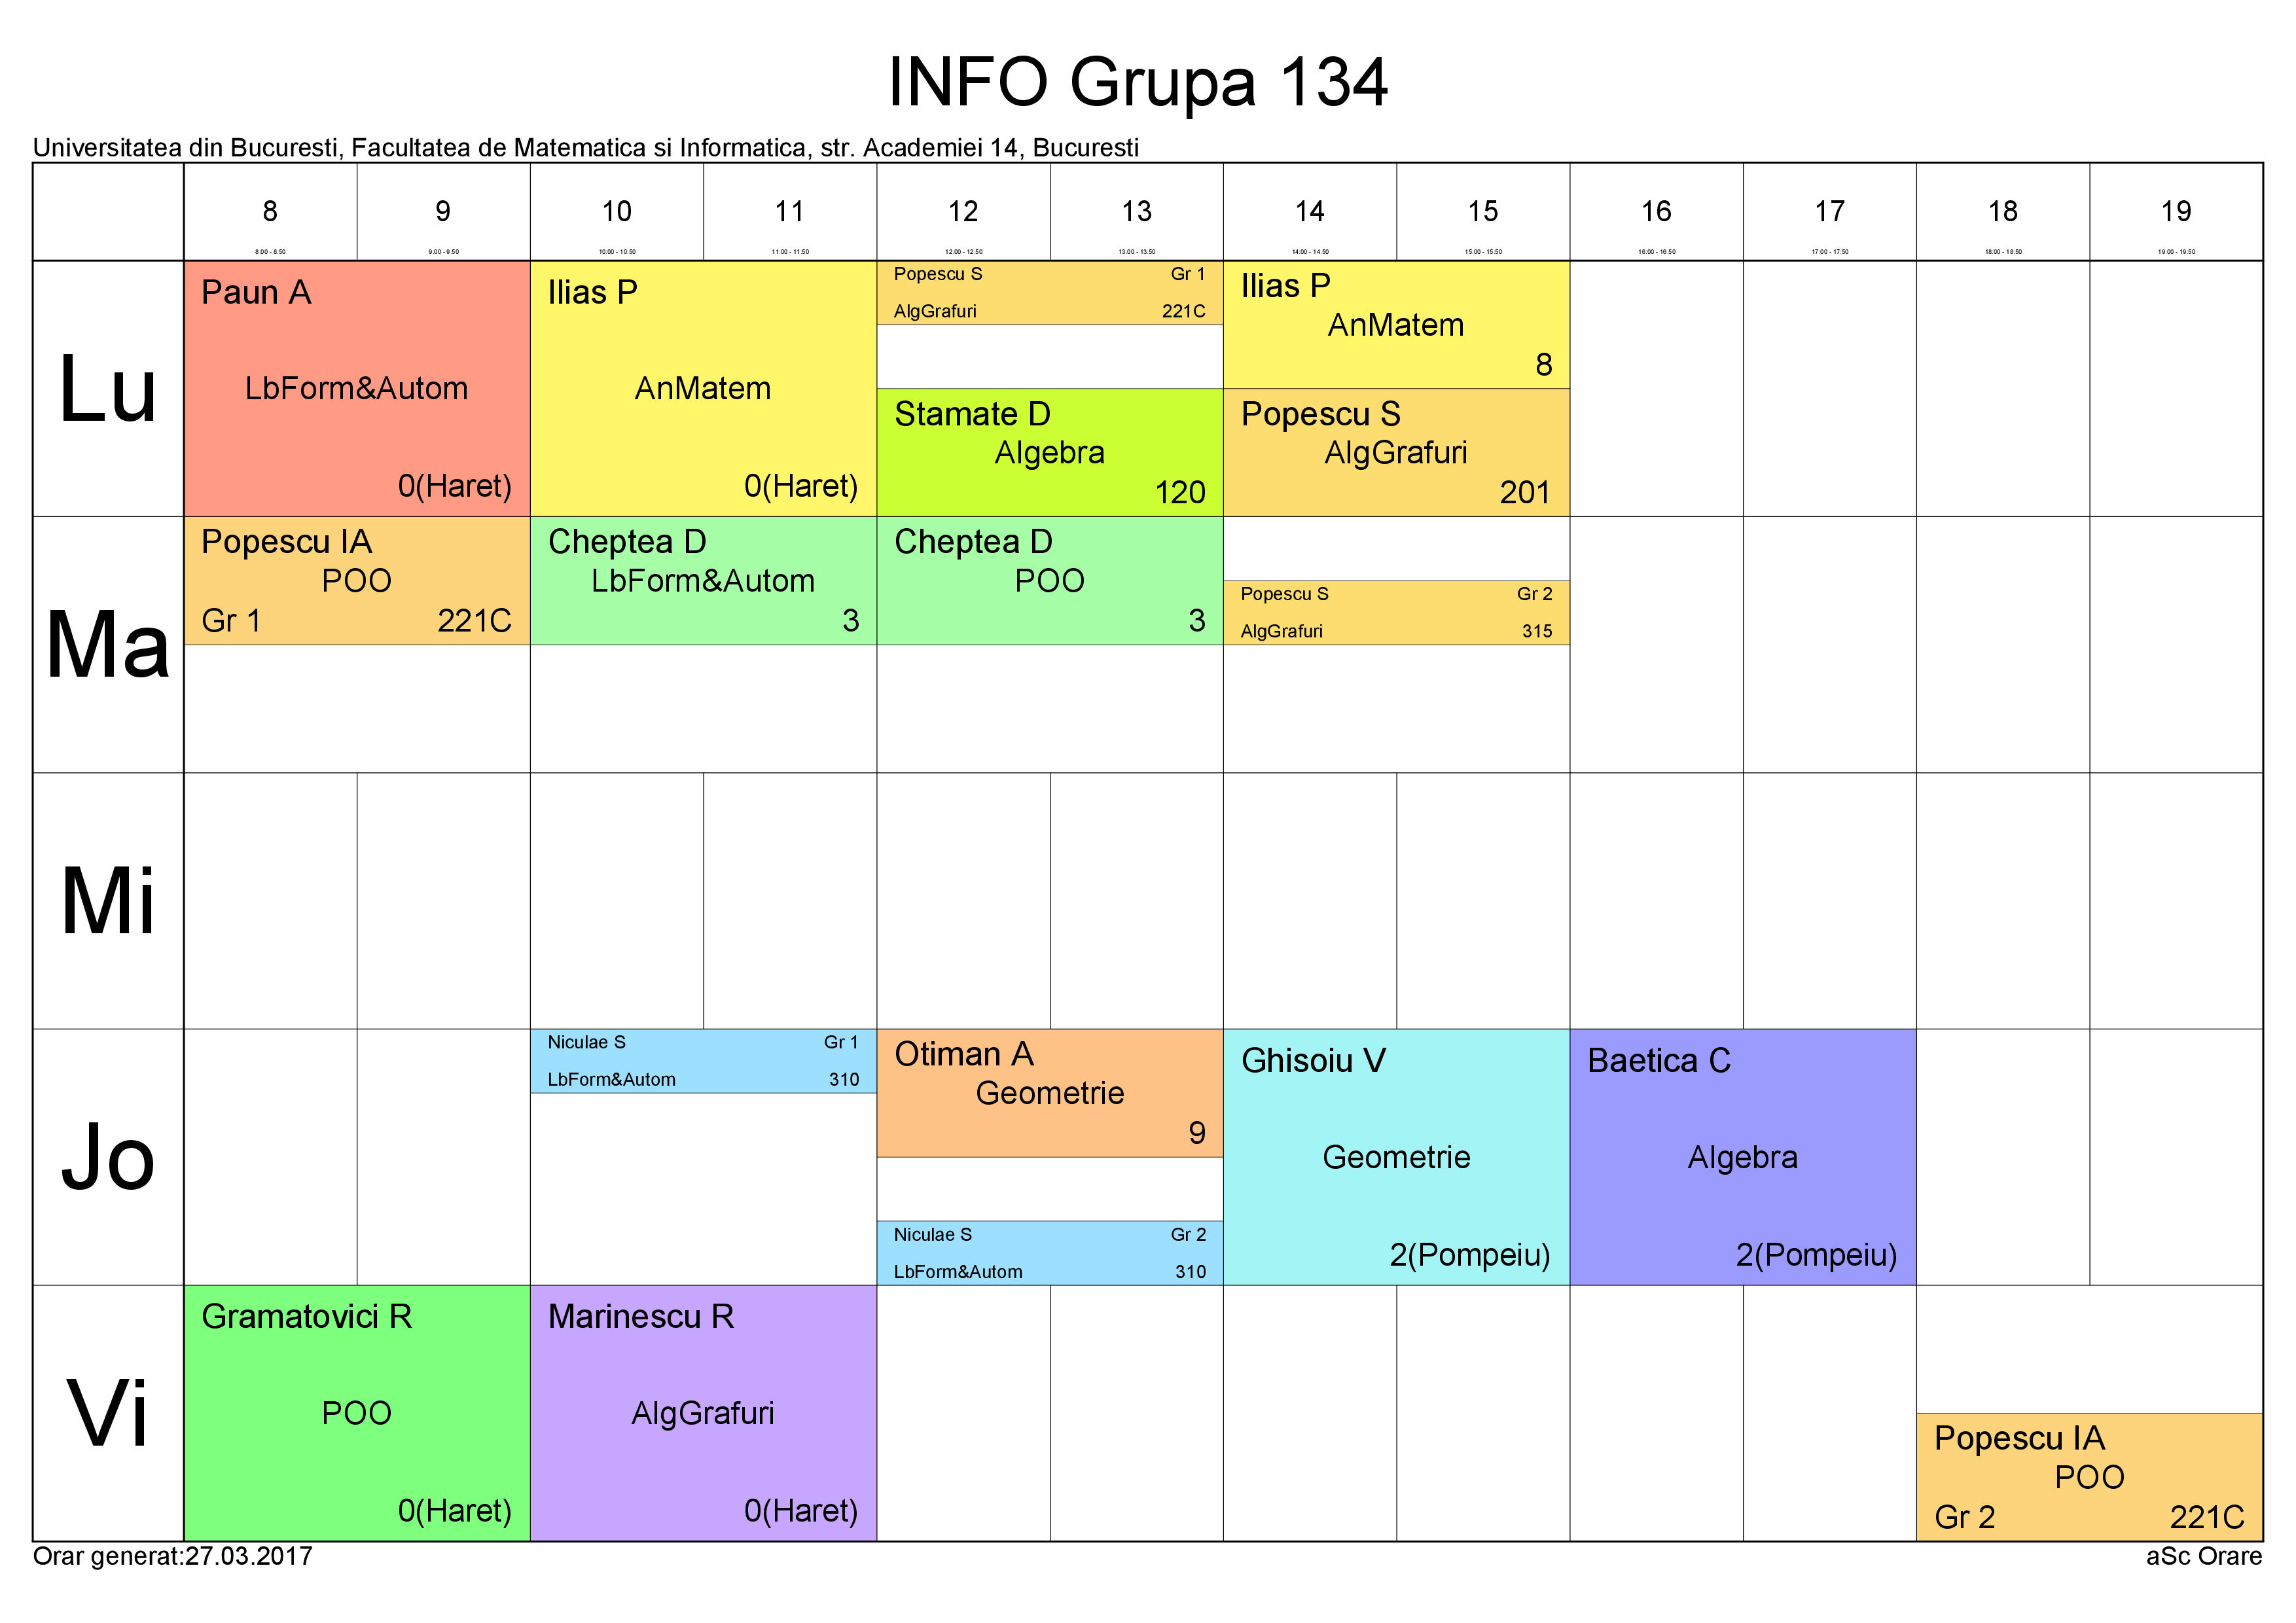 INFO Grupa 134
Universitatea din Bucuresti, Facultatea de Matematica si Informatica, str. Academiei 14, Bucuresti
8 9 10 11 12 13 14 15 16 17 18 19
8:00 - 8:50 9:00 - 9:50 10:00 - 10:50 11:00 - 11:50 12:00 - 12:50 13:00 - 13:50 14:00 - 14:50 15:00 - 15:50 16:00 - 16:50 17:00 - 17:50 18:00 - 18:50 19:00 - 19:50
Lu
Paun A
LbForm&Autom
0(Haret)
Ilias P
AnMatem
0(Haret)
Popescu S Gr 1
AlgGrafuri 221C
Stamate D
Algebra
120
Ilias P
AnMatem
8
Popescu S
AlgGrafuri
201
Ma
Popescu IA
POO
Gr 1 221C
Cheptea D
LbForm&Autom
3
Cheptea D
POO
3
Popescu S Gr 2
AlgGrafuri 315
Mi
Jo
Niculae S Gr 1
LbForm&Autom 310
Otiman A
Geometrie
9
Niculae S Gr 2
LbForm&Autom 310
Ghisoiu V
Geometrie
2(Pompeiu)
Baetica C
Algebra
2(Pompeiu)
Vi
Gramatovici R
POO
0(Haret)
Marinescu R
AlgGrafuri
0(Haret)
Popescu IA
POO
Gr 2 221C
Orar generat:27.03.2017
aSc Orare